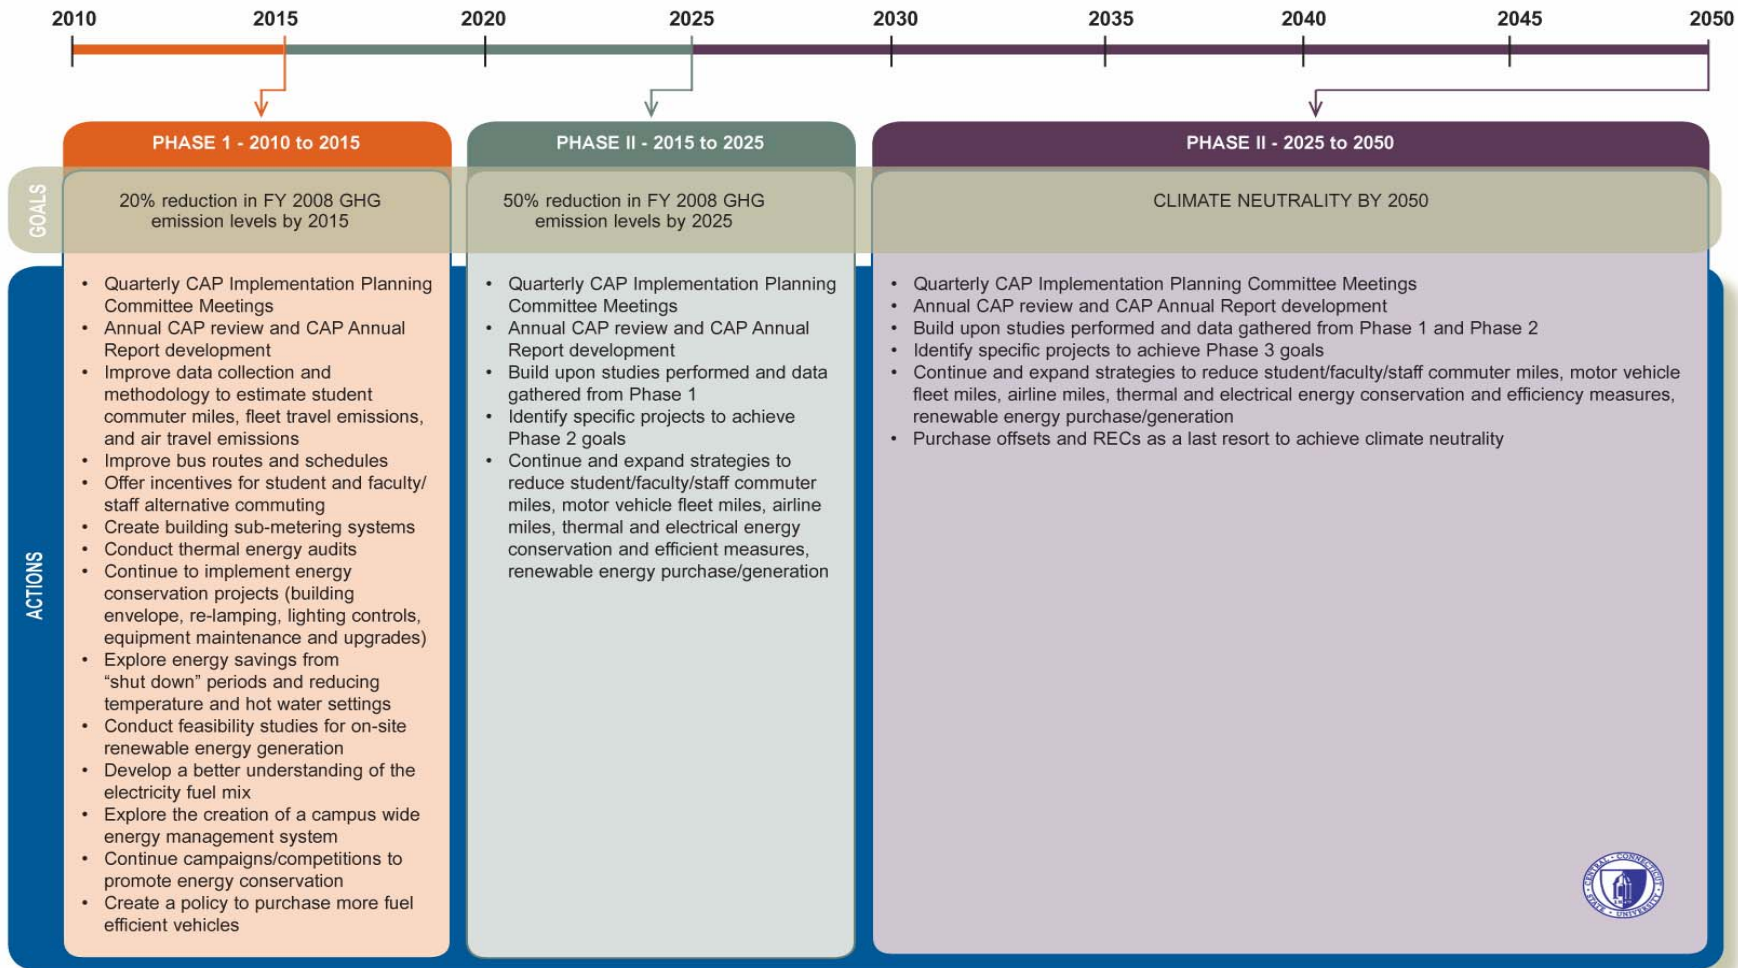 2010 2015 2020 2025 2030 2035 2040 2045 2050
PHASE 1 - 2010 to 2015
GOALS
20% reduction in FY 2008 GHG
emission levels by 2015
ACTIONS
• Quarterly CAP Implementation Planning
Committee Meetings
• Annual CAP review and CAP Annual
Report development
• Improve data collection and
methodology to estimate student
commuter miles, fleet travel emissions,
and air travel emissions
• Improve bus routes and schedules
• Offer incentives for student and faculty/
staff alternative commuting
• Create building sub-metering systems
• Conduct thermal energy audits
• Continue to implement energy
conservation projects (building
envelope, re-lamping, lighting controls,
equipment maintenance and upgrades)
• Explore energy savings from
“shut down” periods and reducing
temperature and hot water settings
• Conduct feasibility studies for on-site
renewable energy generation
• Develop a better understanding of the
electricity fuel mix
• Explore the creation of a campus wide
energy management system
• Continue campaigns/competitions to
promote energy conservation
• Create a policy to purchase more fuel
efficient vehicles
PHASE II - 2015 to 2025
50% reduction in FY 2008 GHG
emission levels by 2025
• Quarterly CAP Implementation Planning
Committee Meetings
• Annual CAP review and CAP Annual
Report development
• Build upon studies performed and data
gathered from Phase 1
• Identify specific projects to achieve
Phase 2 goals
• Continue and expand strategies to
reduce student/faculty/staff commuter
miles, motor vehicle fleet miles, airline
miles, thermal and electrical energy
conservation and efficient measures,
renewable energy purchase/generation
PHASE II - 2025 to 2050
CLIMATE NEUTRALITY BY 2050
• Quarterly CAP Implementation Planning Committee Meetings
• Annual CAP review and CAP Annual Report development
• Build upon studies performed and data gathered from Phase 1 and Phase 2
• Identify specific projects to achieve Phase 3 goals
• Continue and expand strategies to reduce student/faculty/staff commuter miles, motor vehicle
fleet miles, airline miles, thermal and electrical energy conservation and efficiency measures,
renewable energy purchase/generation
• Purchase offsets and RECs as a last resort to achieve climate neutrality
CENTRAL • CONNECTICUT
STATE • UNIVERSITY